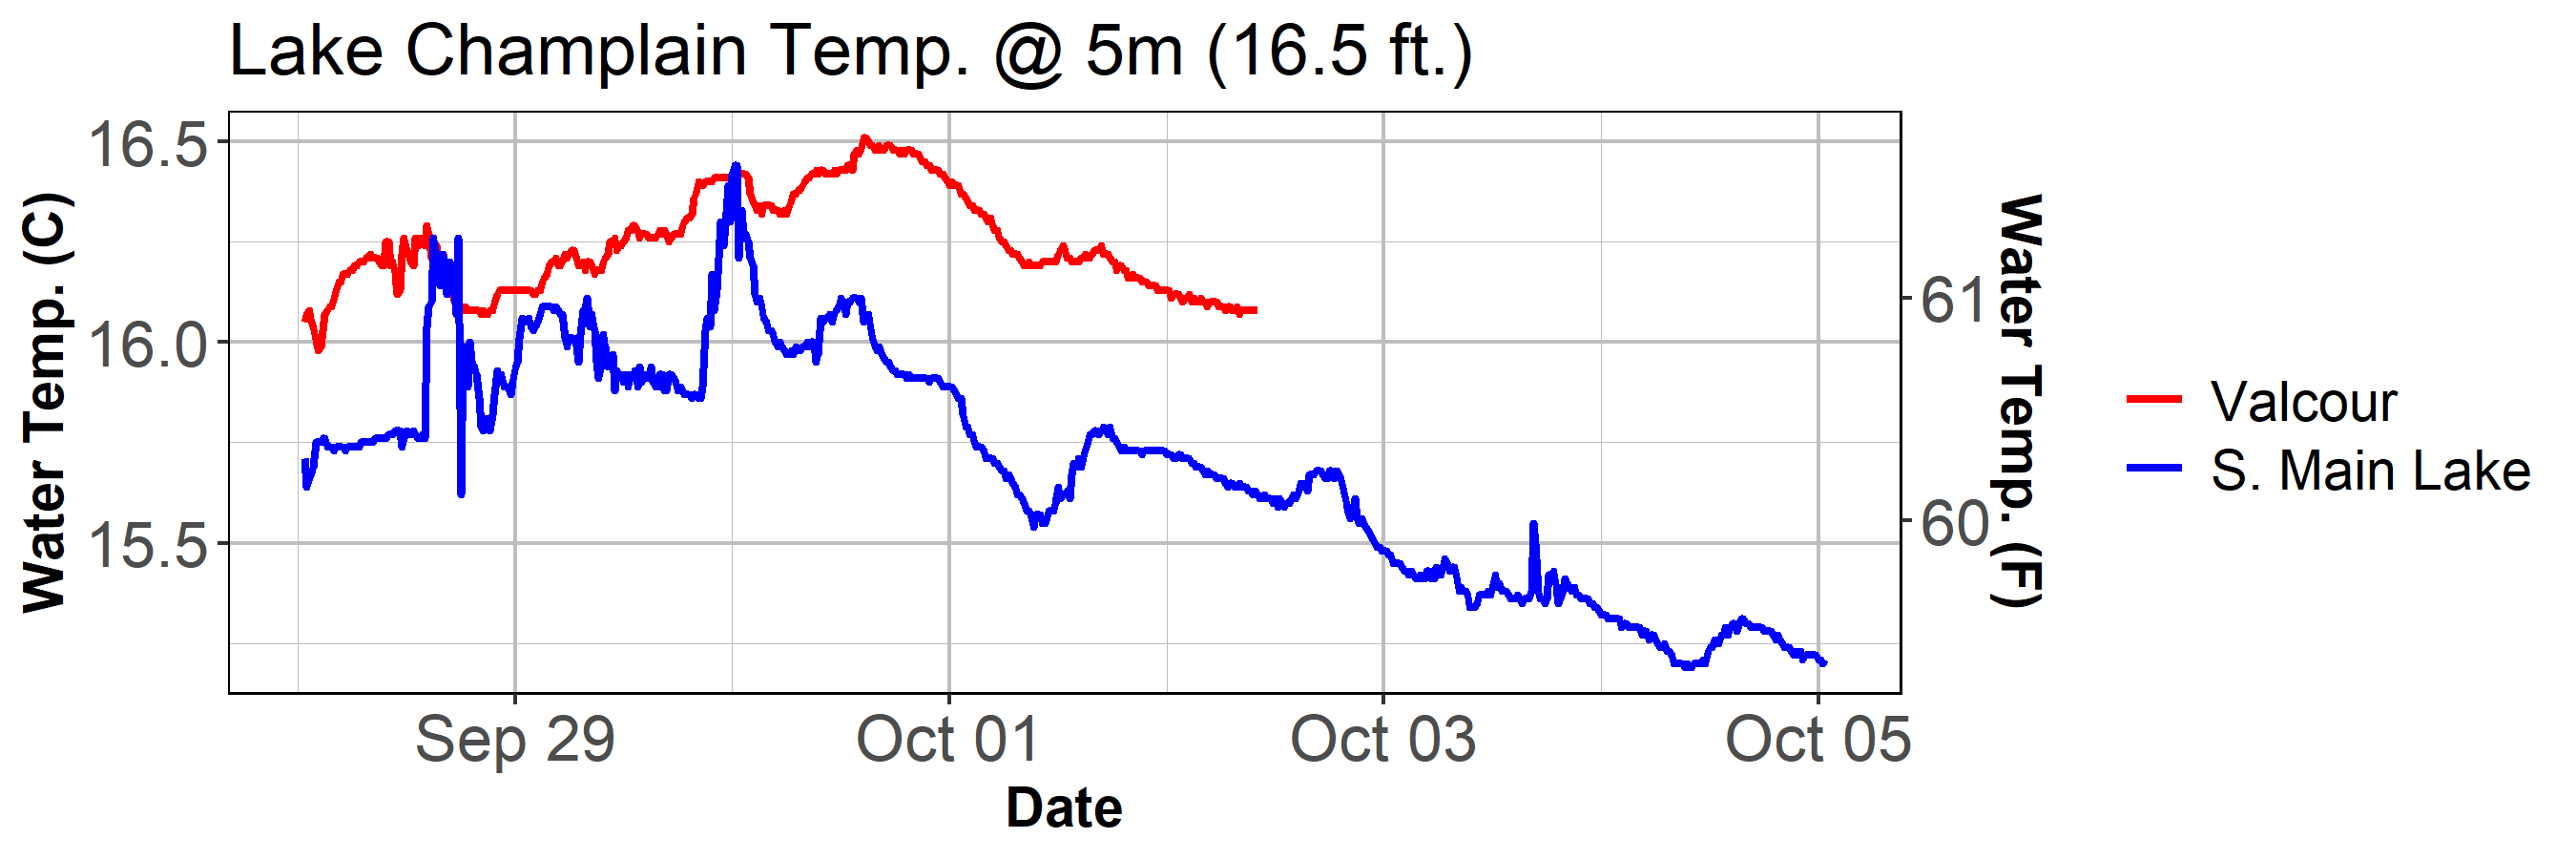 Lake Champlain Temp. @ 5m (16.5 ft.)
Water Temp. (C)
16.5
16.0
15.5
61
60
Water Temp. (F)
Sep 29
Oct 01
Oct 03
Oct 05
Date
Valcour
S. Main Lake